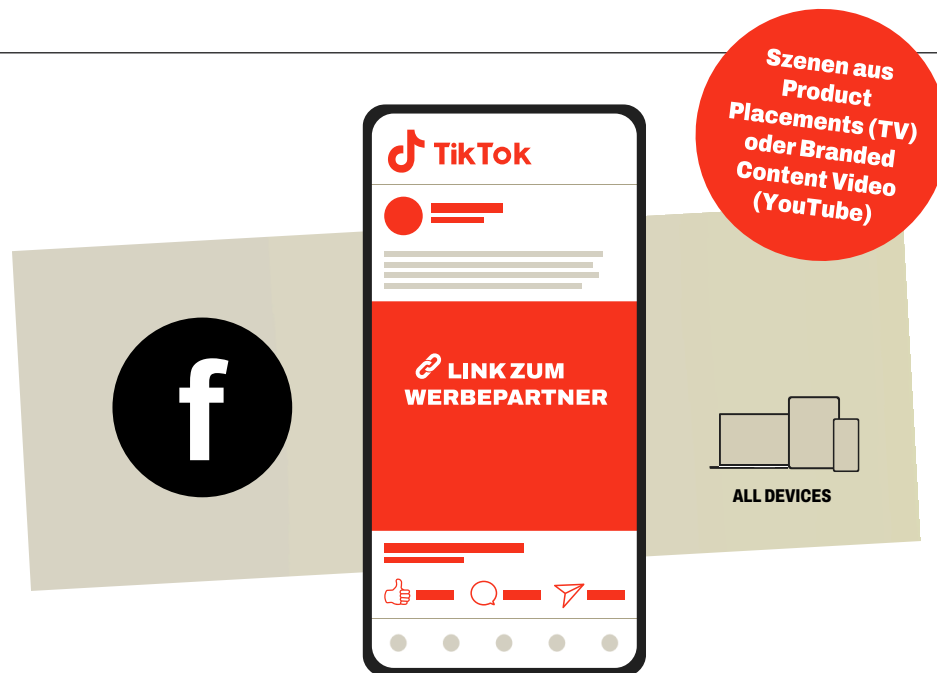 Szenen aus
Product
Placements (TV)
oder Branded
Content Video
(YouTube)
TikTok
LINK ZUM
WERBEPARTNER
f
ALL DEVICES